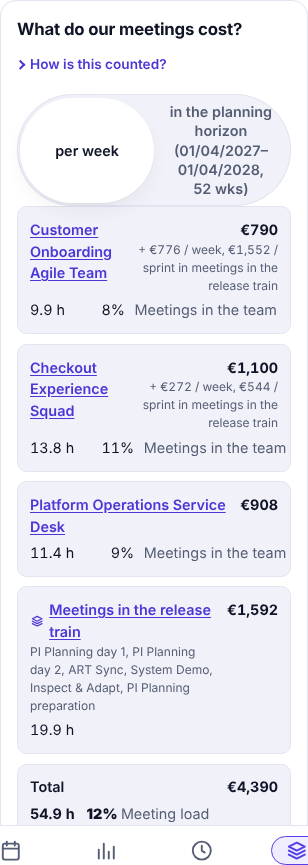 What do our meetings cost?
How is this counted?
per week
in the planning
horizon
(01/04/2027–
01/04/2028,
52 wks)
Customer
Onboarding
Agile Team
€790
+ €776 / week, €1,552 /
sprint in meetings in the
release train
9.9 h 8% Meetings in the team
Checkout
Experience
Squad
€1,100
+ €272 / week, €544 /
sprint in meetings in the
release train
13.8 h 11% Meetings in the team
Platform Operations Service
Desk
€908
11.4 h 9% Meetings in the team
Meetings in the release
train
€1,592
PI Planning day 1, PI Planning
day 2, ART Sync, System Demo,
Inspect & Adapt, PI Planning
preparation
19.9 h
Total €4,390
54.9 h 12% Meeting load